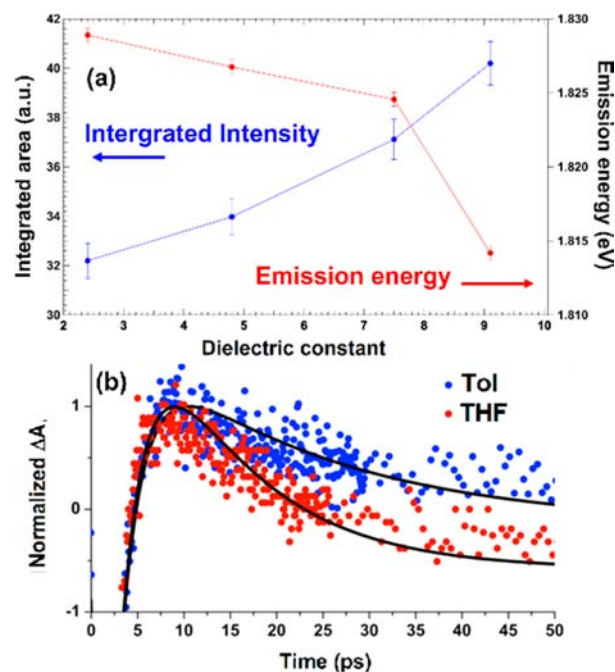 42
40
38
36
34
32
30
Integrated area (a.u.)
(a)
Intergrated Intensity
Emission energy
1.830
1.825
1.820
1.815
1.810
Emission energy (eV)
2 3 4 5 6 7 8 9 10
Dielectric constant
(b)
Tol
THF
1
0
-1
Normalized ΔA
0 5 10 15 20 25 30 35 40 45 50
Time (ps)